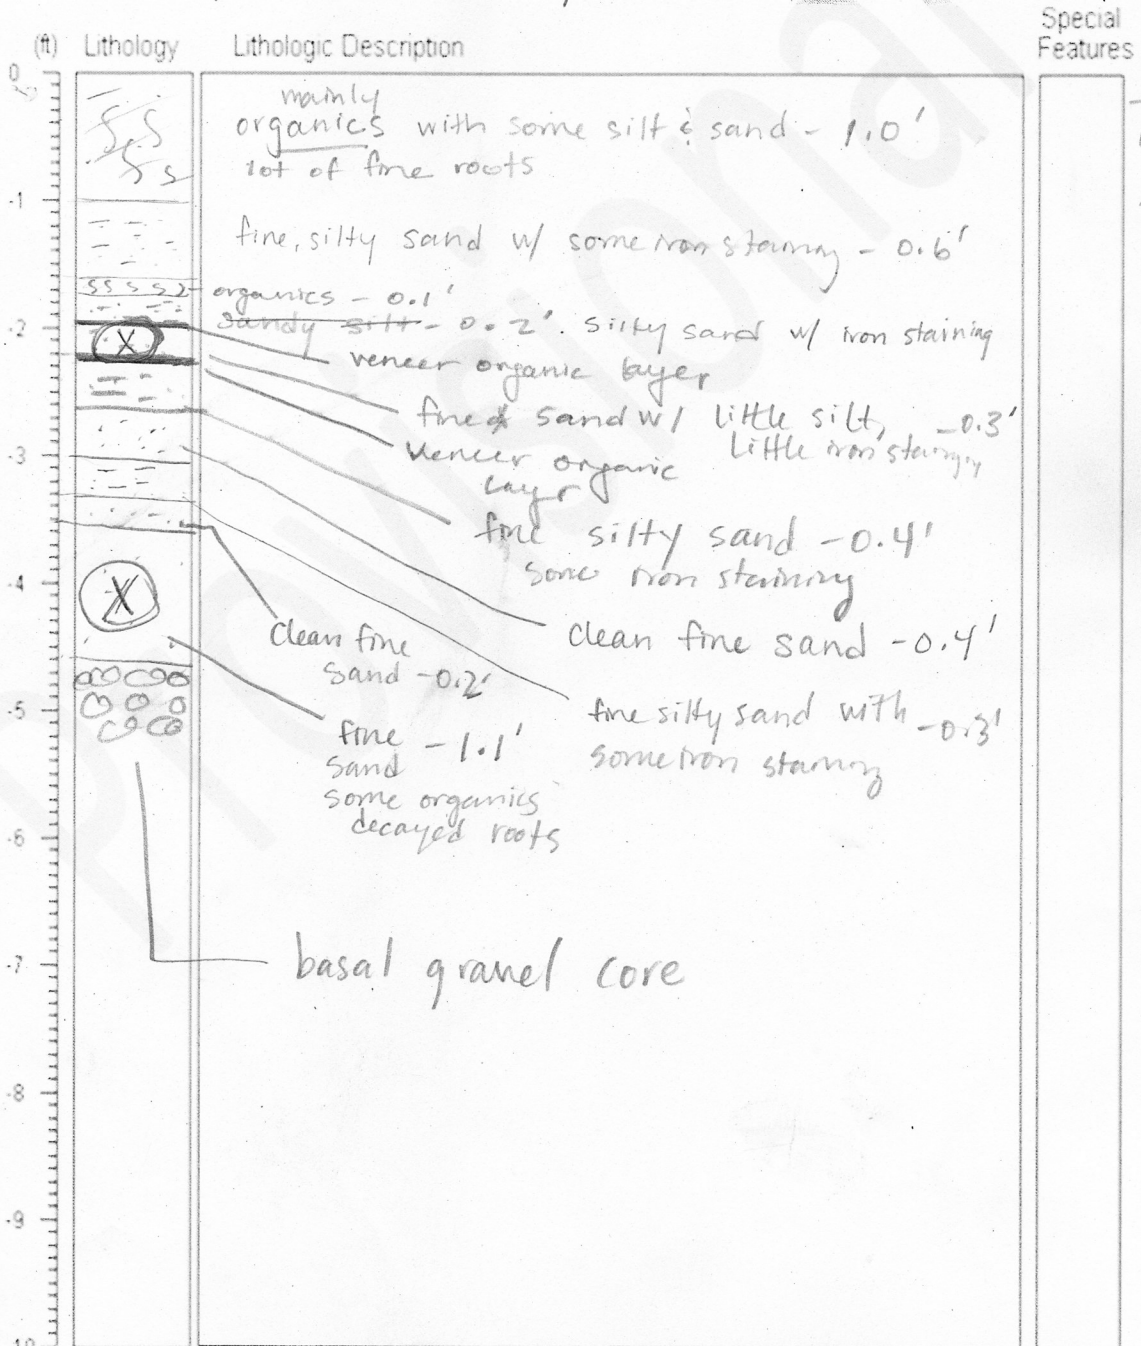 (ft) Lithology Lithologic Description Special
Features
0
mainly
organics with some silt & sand - 1.0'
lot of fine roots
-1
fine, silty sand w/ some iron staining - 0.6'
S S S S S
organics - 0.1'
sandy silt - 0.2'. silty sand w/ iron staining
-2
X
veneer organic layer
fine sand w/ little silt, -0.3'
little iron staining
veneer organic
layer
-3
fine silty sand -0.4'
some iron staining
-4
X
clean fine sand -0.4'
Clean fine
sand -0.2'
-5
fine silty sand with -0.3'
some iron staining
fine - 1.1'
sand
some organics
decayed roots
-6
-7
basal gravel core
-8
-9
-10
Provisional